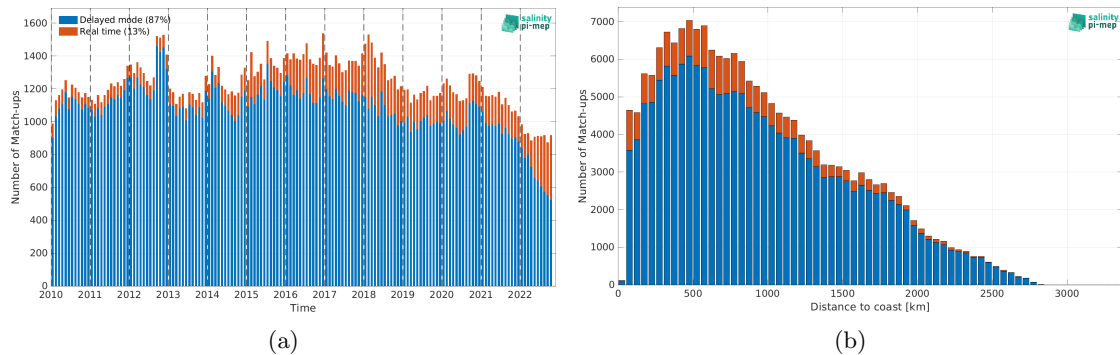 1600
1400
1200
1000
800
600
400
200
0
Number of Match-ups
Delayed mode (87%)
Real time (13%)
salinity
pi-mep
2010 2011 2012 2013 2014 2015 2016 2017 2018 2019 2020 2021 2022
Time
(a)
7000
6000
5000
4000
3000
2000
1000
0
Number of Match-ups
salinity
pi-mep
0 500 1000 1500 2000 2500 3000
Distance to coast [km]
(b)